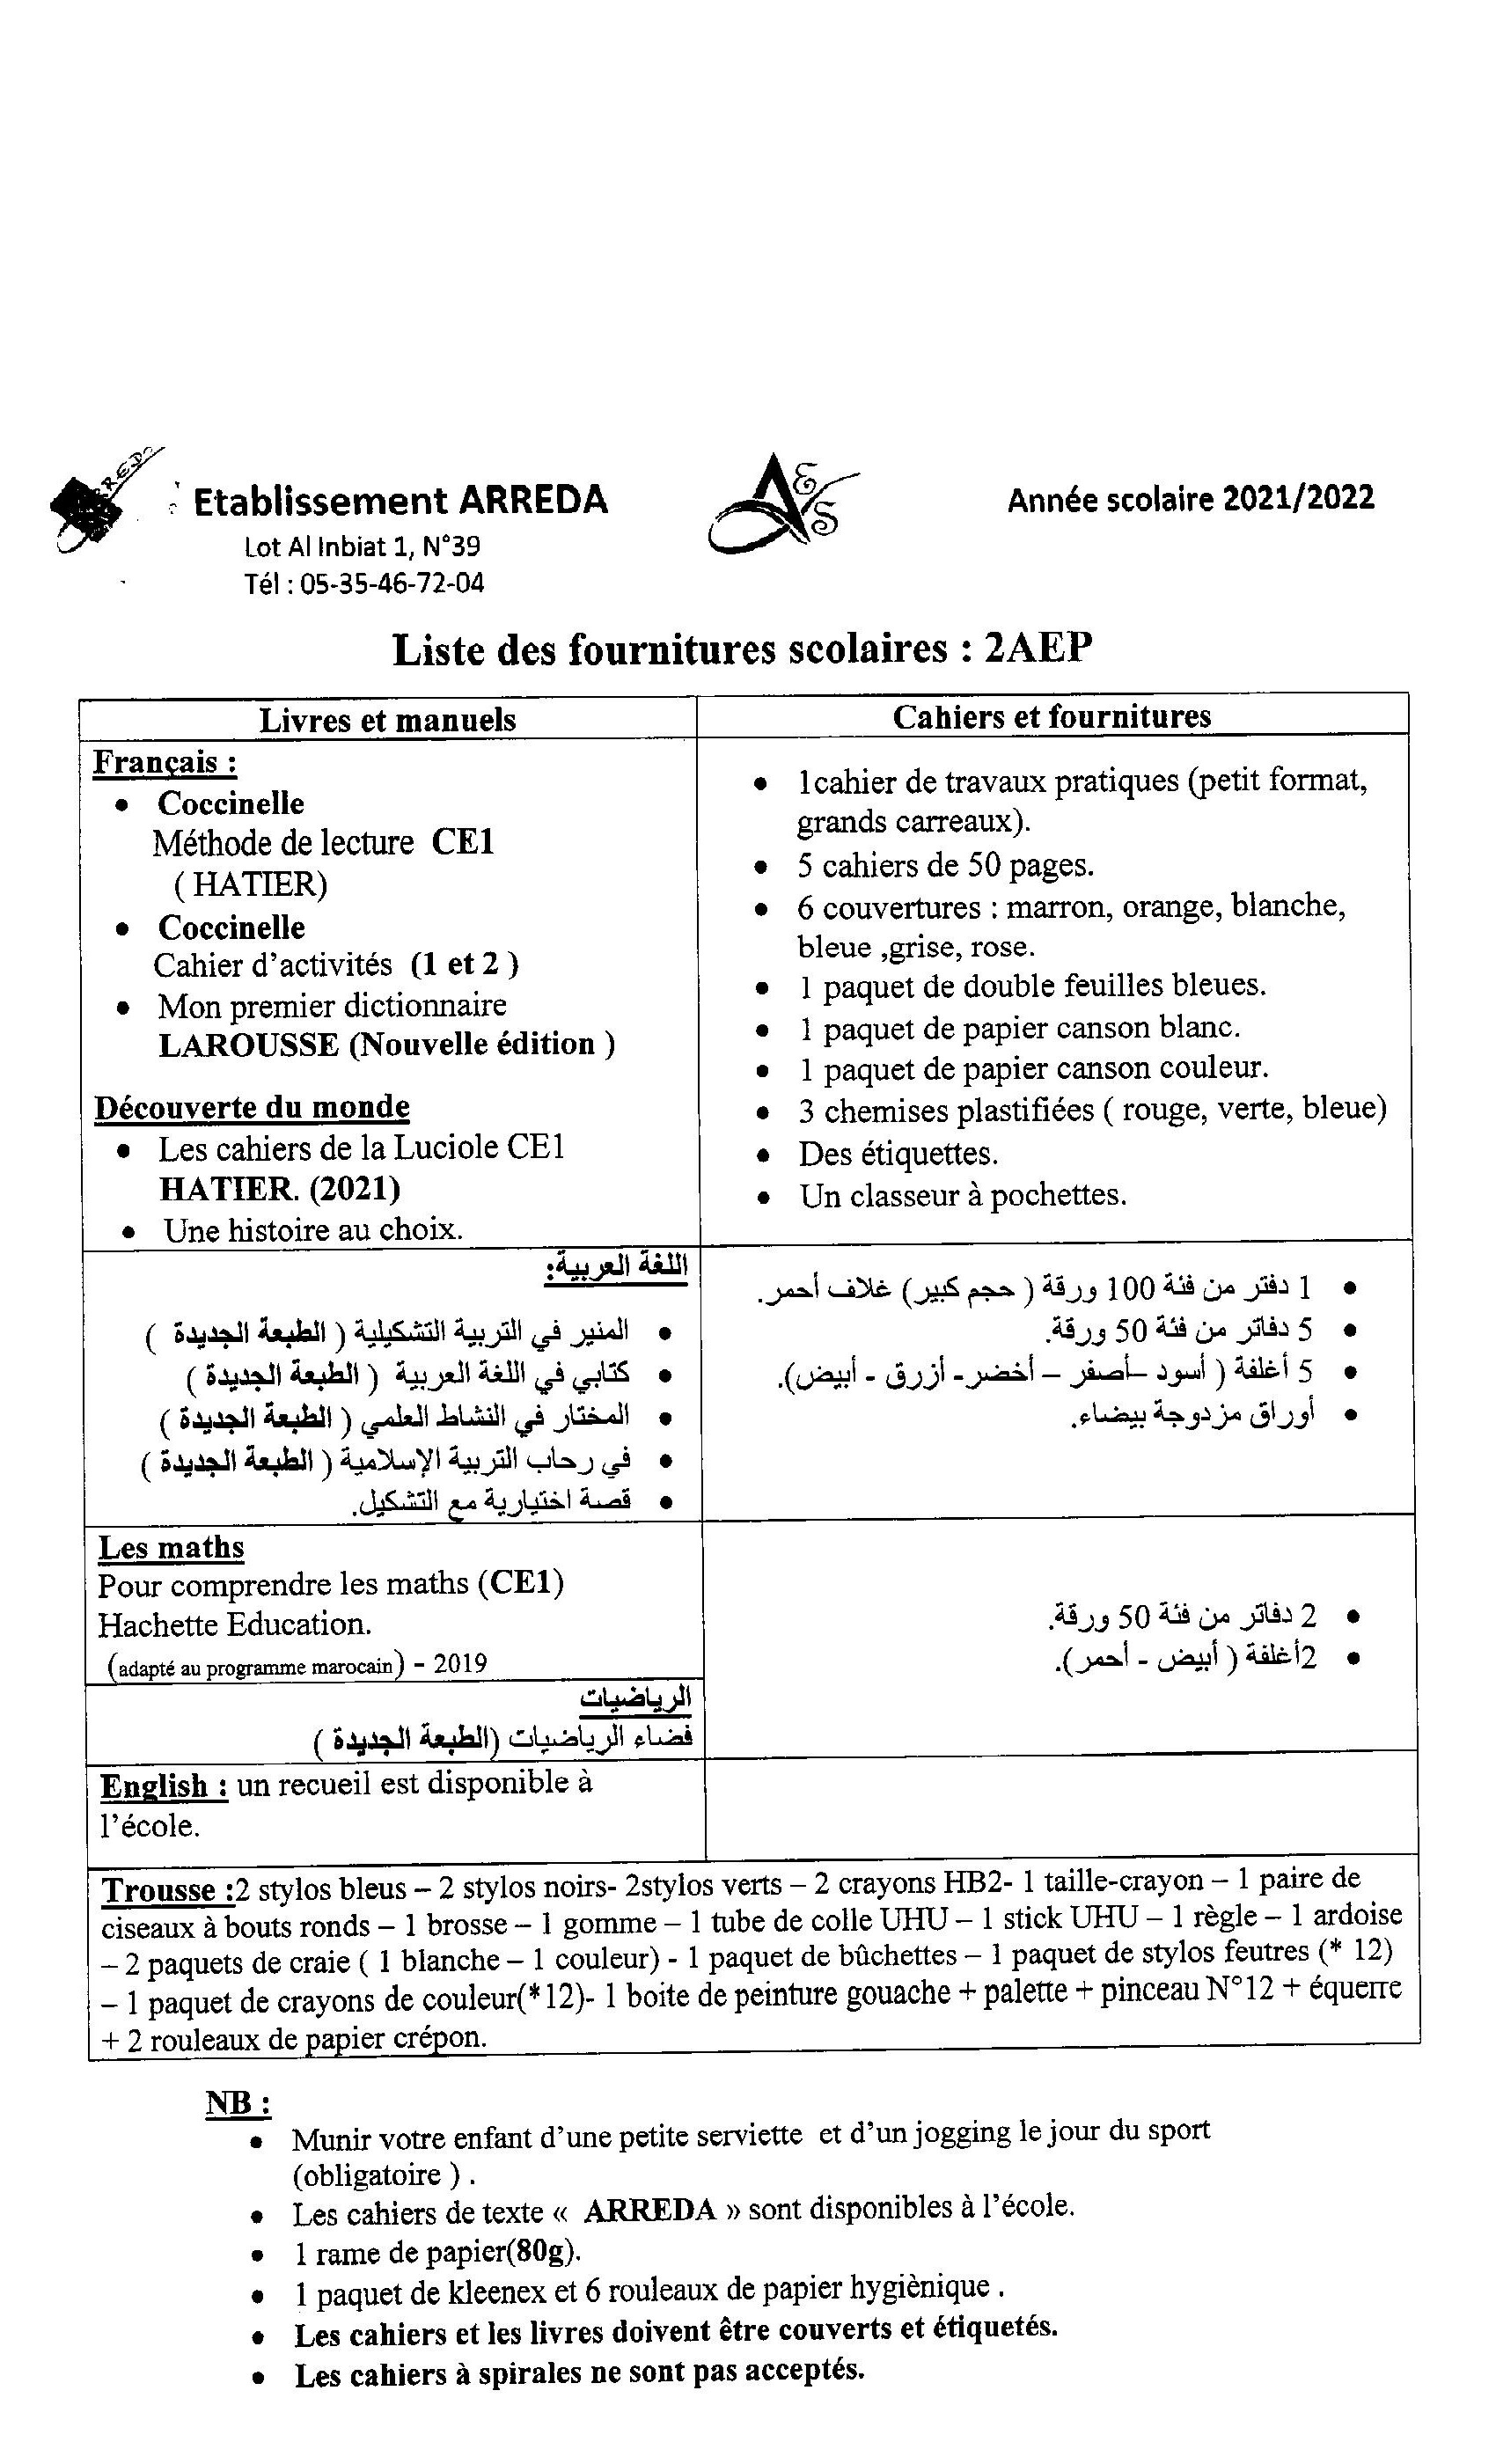 ARREDA
Etablissement ARREDA
Lot Al Inbiat 1, N°39
Tél : 05-35-46-72-04
A&S
Année scolaire 2021/2022
Liste des fournitures scolaires : 2AEP
Livres et manuels
Français :
• Coccinelle
Méthode de lecture CE1
( HATIER)
• Coccinelle
Cahier d'activités (1 et 2 )
• Mon premier dictionnaire
LAROUSSE (Nouvelle édition )
Découverte du monde
• Les cahiers de la Luciole CE1
HATIER. (2021)
• Une histoire au choix.
Cahiers et fournitures
• 1cahier de travaux pratiques (petit format,
grands carreaux).
• 5 cahiers de 50 pages.
• 6 couvertures : marron, orange, blanche,
bleue ,grise, rose.
• 1 paquet de double feuilles bleues.
• 1 paquet de papier canson blanc.
• 1 paquet de papier canson couleur.
• 3 chemises plastifiées ( rouge, verte, bleue)
• Des étiquettes.
• Un classeur à pochettes.
اللغة العربية:
• المنير في التربية التشكيلية ( الطبعة الجديدة )
• كتابي في اللغة العربية ( الطبعة الجديدة )
• المختار في النشاط العلمي ( الطبعة الجديدة )
• في رحاب التربية الإسلامية ( الطبعة الجديدة )
• قصة اختيارية مع التشكيل.
• 1 دفتر من فئة 100 ورقة ( حجم كبير) غلاف أحمر.
• 5 دفاتر من فئة 50 ورقة.
• 5 أغلفة ( أسود –أصفر – أخضر- أزرق - أبيض).
• أوراق مزدوجة بيضاء.
Les maths
Pour comprendre les maths (CE1)
Hachette Education.
(adapté au programme marocain) – 2019
الرياضيات
فضاء الرياضيات (الطبعة الجديدة )
• 2 دفاتر من فئة 50 ورقة.
• 2أغلفة ( أبيض - أحمر).
English : un recueil est disponible à
l'école.
Trousse :2 stylos bleus – 2 stylos noirs- 2stylos verts – 2 crayons HB2- 1 taille-crayon – 1 paire de
ciseaux à bouts ronds – 1 brosse – 1 gomme – 1 tube de colle UHU – 1 stick UHU – 1 règle – 1 ardoise
– 2 paquets de craie ( 1 blanche – 1 couleur) - 1 paquet de bûchettes – 1 paquet de stylos feutres (* 12)
– 1 paquet de crayons de couleur(*12)- 1 boite de peinture gouache + palette + pinceau N°12 + équerre
+ 2 rouleaux de papier crépon.
NB :
• Munir votre enfant d'une petite serviette et d'un jogging le jour du sport
(obligatoire ) .
• Les cahiers de texte « ARREDA » sont disponibles à l'école.
• 1 rame de papier(80g).
• 1 paquet de kleenex et 6 rouleaux de papier hygiènique .
• Les cahiers et les livres doivent être couverts et étiquetés.
• Les cahiers à spirales ne sont pas acceptés.